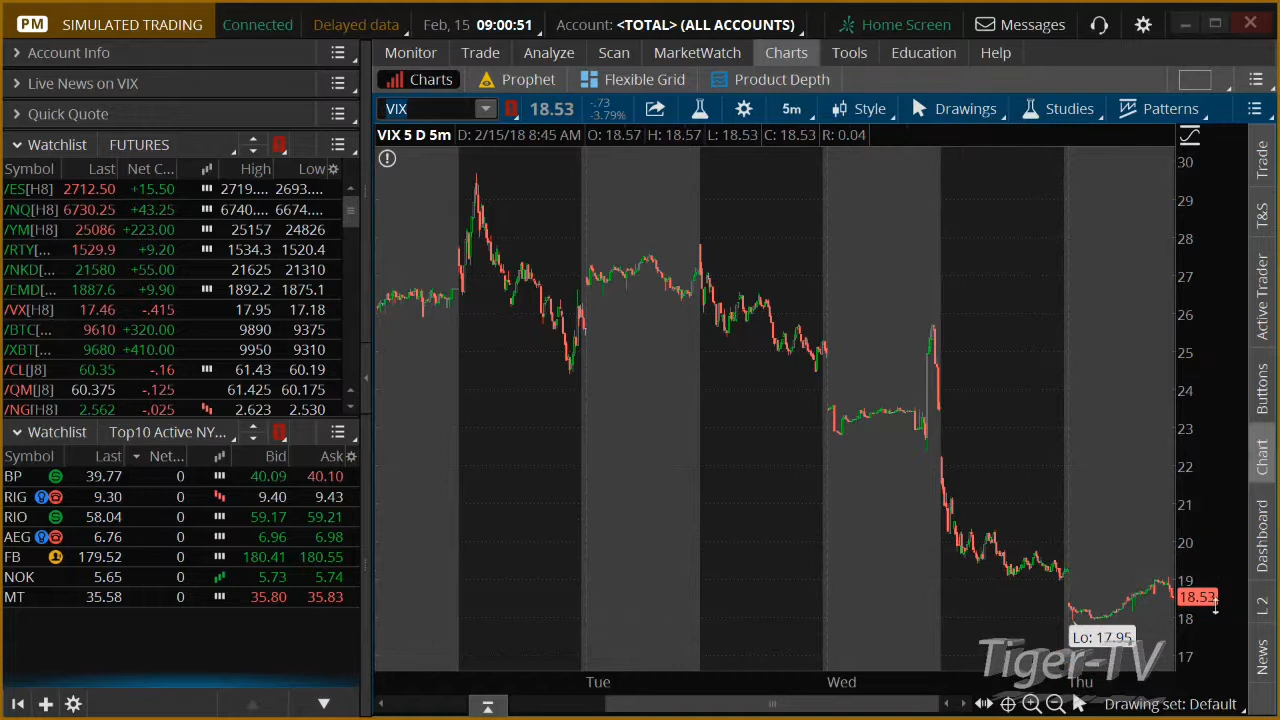 PM SIMULATED TRADING Connected Delayed data Feb, 15 09:00:51 Account: <TOTAL> (ALL ACCOUNTS) Home Screen Messages
Account Info
Live News on VIX
Quick Quote
Watchlist FUTURES
Symbol Last Net C... High Low
/ES[H8] 2712.50 +15.50 2719.... 2693....
/NQ[H8] 6730.25 +43.25 6740.... 6674....
/YM[H8] 25086 +223.00 25157 24826
/RTY[... 1529.9 +9.20 1534.3 1520.4
/NKD[... 21580 +55.00 21625 21310
/EMD[... 1887.6 +9.90 1892.2 1875.1
/VX[H8] 17.46 -.415 17.95 17.18
/BTC[... 9610 +320.00 9890 9375
/XBT[... 9680 +410.00 9950 9310
/CL[J8] 60.35 -.16 61.43 60.19
/QM[J8] 60.375 -.125 61.425 60.175
/NG[H8] 2.562 -.025 2.623 2.530
Watchlist Top10 Active NY...
Symbol Last Net... Bid Ask
BP 39.77 0 40.09 40.10
RIG 9.30 0 9.40 9.43
RIO 58.04 0 59.17 59.21
AEG 6.76 0 6.96 6.98
FB 179.52 0 180.41 180.55
NOK 5.65 0 5.73 5.74
MT 35.58 0 35.80 35.83
Monitor Trade Analyze Scan MarketWatch Charts Tools Education Help
Charts Prophet Flexible Grid Product Depth
VIX 18.53 -.73 -3.79% 5m Style Drawings Studies Patterns
VIX 5 D 5m D: 2/15/18 8:45 AM O: 18.57 H: 18.57 L: 18.53 C: 18.53 R: 0.04
30
29
28
27
26
25
24
23
22
21
20
19
18.53
18
Lo: 17.95
17
Tiger-TV
Tue Wed Thu
Drawing set: Default
Trade
T&S
Active Trader
Buttons
Chart
Dashboard
L 2
News